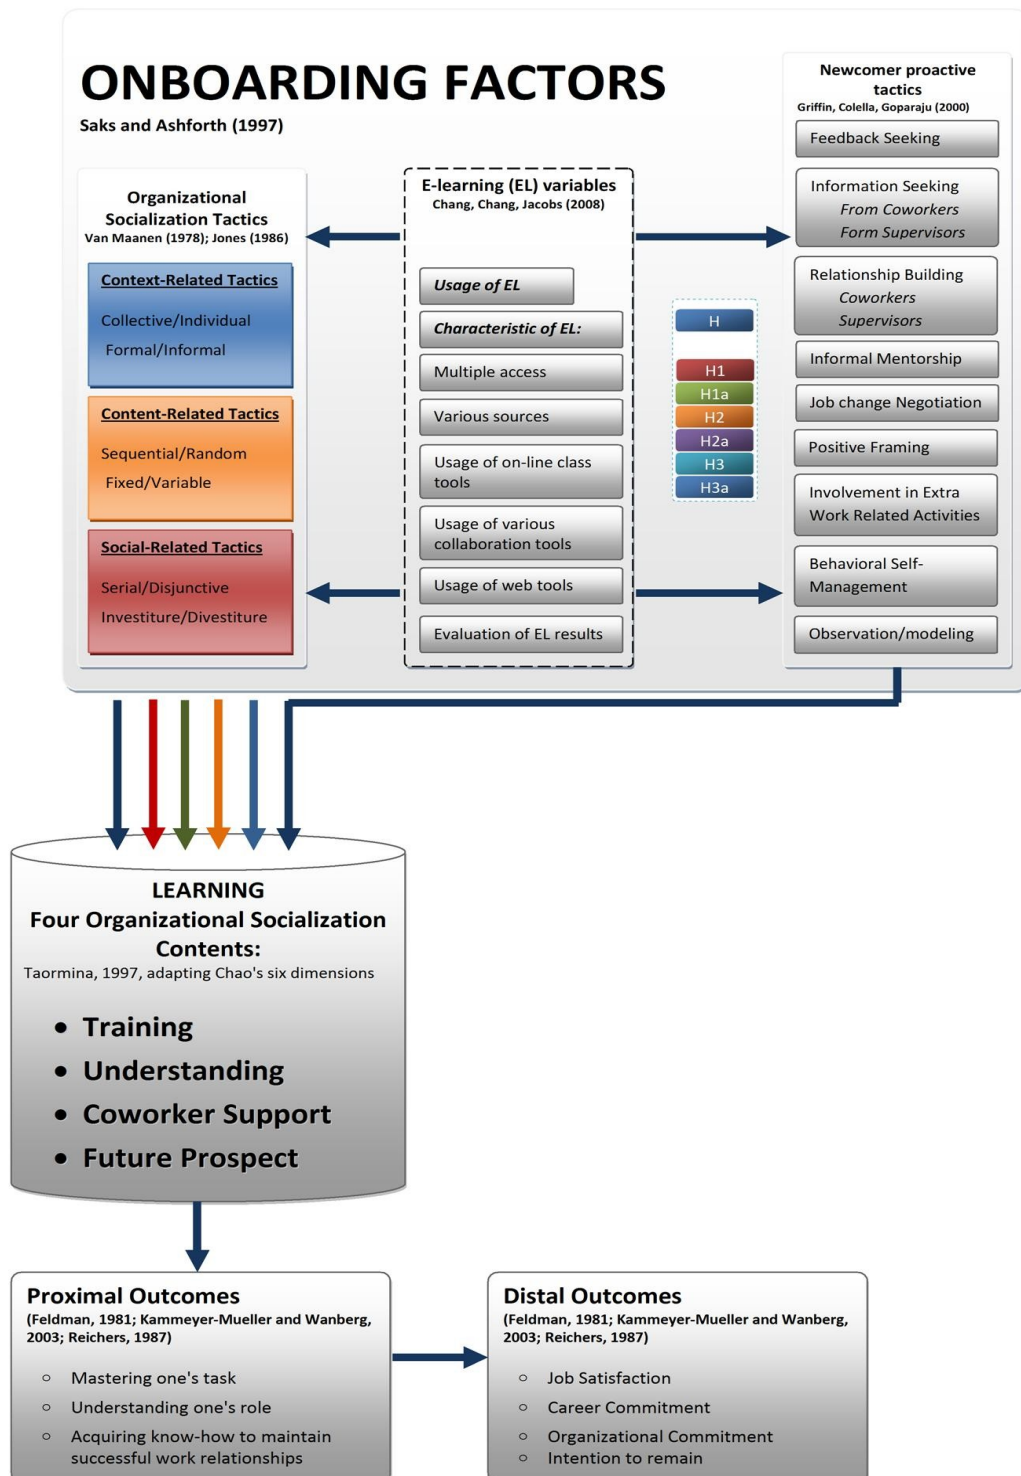 ONBOARDING FACTORS
Saks and Ashforth (1997)
Organizational
Socialization Tactics
Van Maanen (1978); Jones (1986)
Context-Related Tactics
Collective/Individual
Formal/Informal
Content-Related Tactics
Sequential/Random
Fixed/Variable
Social-Related Tactics
Serial/Disjunctive
Investiture/Divestiture
E-learning (EL) variables
Chang, Chang, Jacobs (2008)
Usage of EL
Characteristic of EL:
Multiple access
Various sources
Usage of on-line class
tools
Usage of various
collaboration tools
Usage of web tools
Evaluation of EL results
H
H1
H1a
H2
H2a
H3
H3a
Newcomer proactive
tactics
Griffin, Colella, Goparaju (2000)
Feedback Seeking
Information Seeking
From Coworkers
Form Supervisors
Relationship Building
Coworkers
Supervisors
Informal Mentorship
Job change Negotiation
Positive Framing
Involvement in Extra
Work Related Activities
Behavioral Self-
Management
Observation/modeling
LEARNING
Four Organizational Socialization
Contents:
Taormina, 1997, adapting Chao's six dimensions
• Training
• Understanding
• Coworker Support
• Future Prospect
Proximal Outcomes
(Feldman, 1981; Kammeyer-Mueller and Wanberg,
2003; Reichers, 1987)
○ Mastering one's task
○ Understanding one's role
○ Acquiring know-how to maintain
successful work relationships
Distal Outcomes
(Feldman, 1981; Kammeyer-Mueller and Wanberg,
2003; Reichers, 1987)
○ Job Satisfaction
○ Career Commitment
○ Organizational Commitment
○ Intention to remain